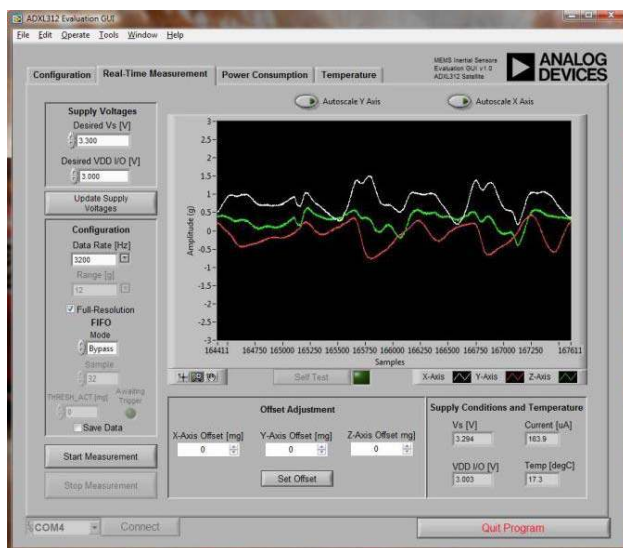 ADXL312 Evaluation GUI
File Edit Operate Tools Window Help
MEMS Inertial Sensors
Evaluation GUI v1.0
ADXL312 Satellite
ANALOG
DEVICES
Configuration Real-Time Measurement Power Consumption Temperature
Autoscale Y Axis Autoscale X Axis
Supply Voltages
Desired Vs [V]
3.300
Desired VDD I/O [V]
3.000
Update Supply
Voltages
Configuration
Data Rate [Hz]
3200
Range [g]
12
Full-Resolution
FIFO
Mode
Bypass
Sample
32
THRESH_ACT [mg]
0
Awaiting
Trigger
Save Data
Start Measurement
Stop Measurement
Amplitude (g)
3
2.5
2
1.5
1
0.5
0
-0.5
-1
-1.5
-2
-2.5
-3
164411 164750 165000 165250 165500 165750 166000 166250 166500 166750 167000 167250 167611
Samples
Self Test
X-Axis Y-Axis Z-Axis
Offset Adjustment
X-Axis Offset [mg] Y-Axis Offset [mg] Z-Axis Offset mg]
0 0 0
Set Offset
Supply Conditions and Temperature
Vs [V] Current [uA]
3.294 183.9
VDD I/O [V] Temp [degC]
3.003 17.3
COM4 Connect
Quit Program